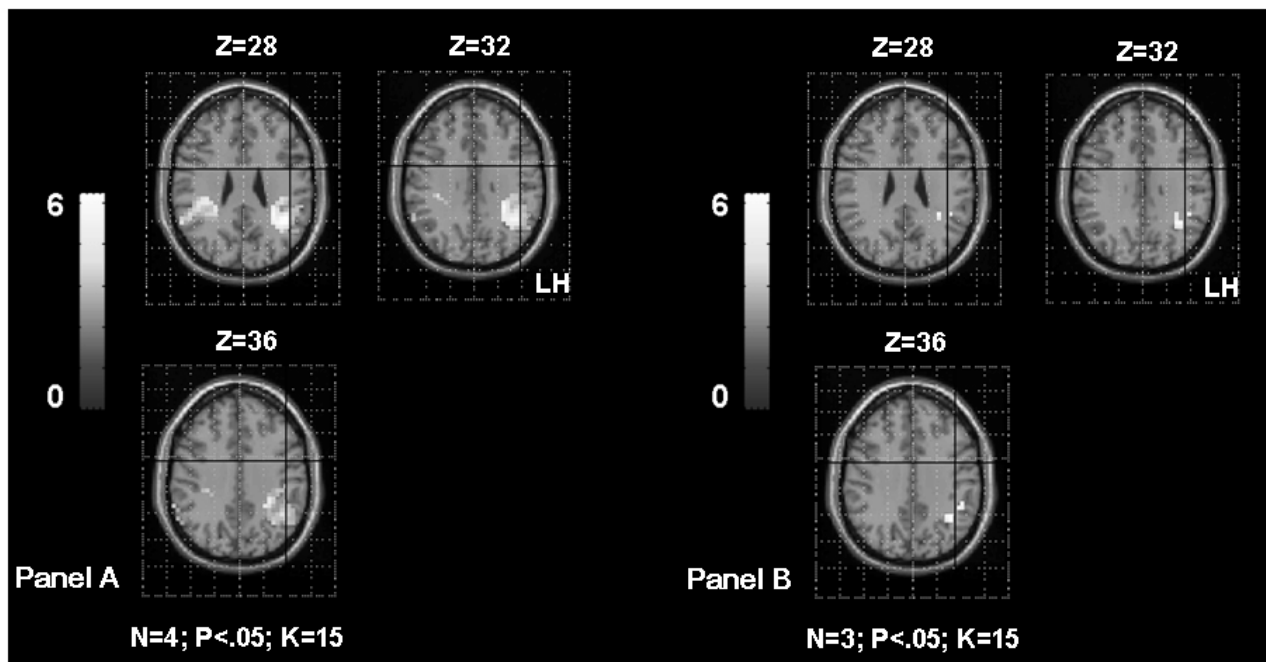 Z=28
Z=32
6
0
LH
Z=36
Panel A
N=4; P<.05; K=15
Z=28
Z=32
6
0
LH
Z=36
Panel B
N=3; P<.05; K=15